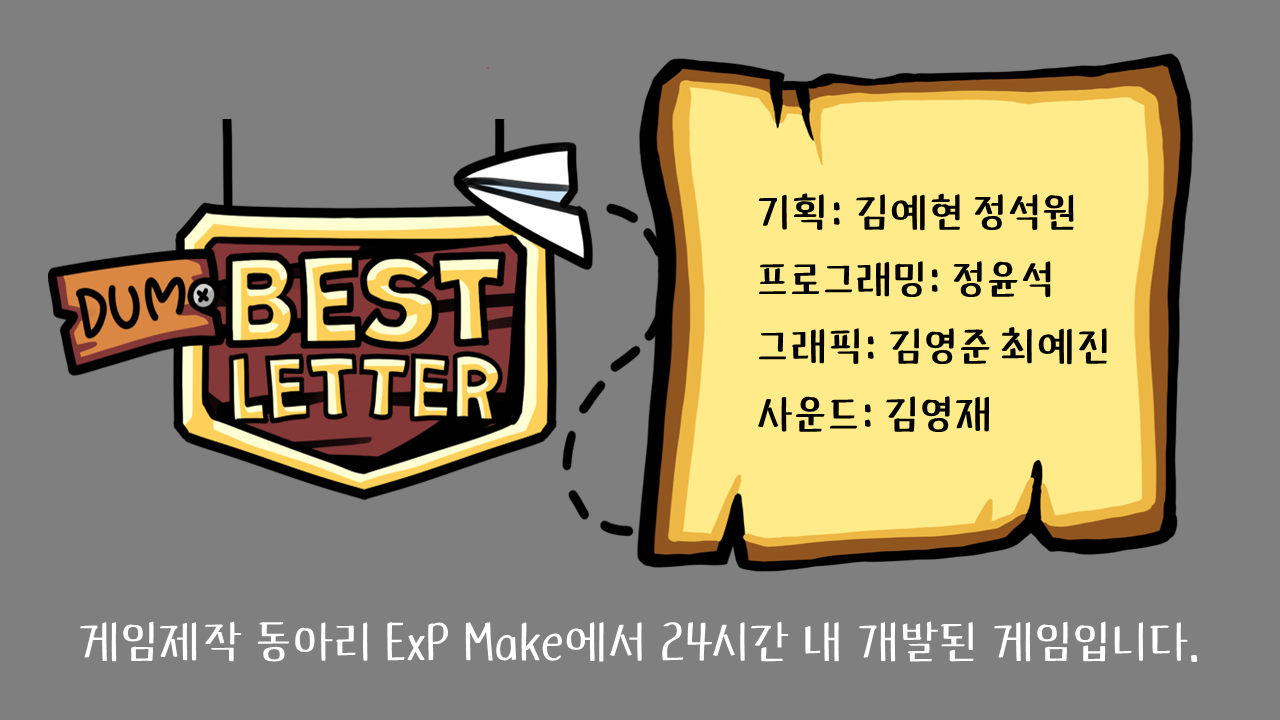 DUM
BEST
LETTER
기획: 김예현 정석원
프로그래밍: 정윤석
그래픽: 김영준 최예진
사운드: 김영재
게임제작 동아리 ExP Make에서 24시간 내 개발된 게임입니다.